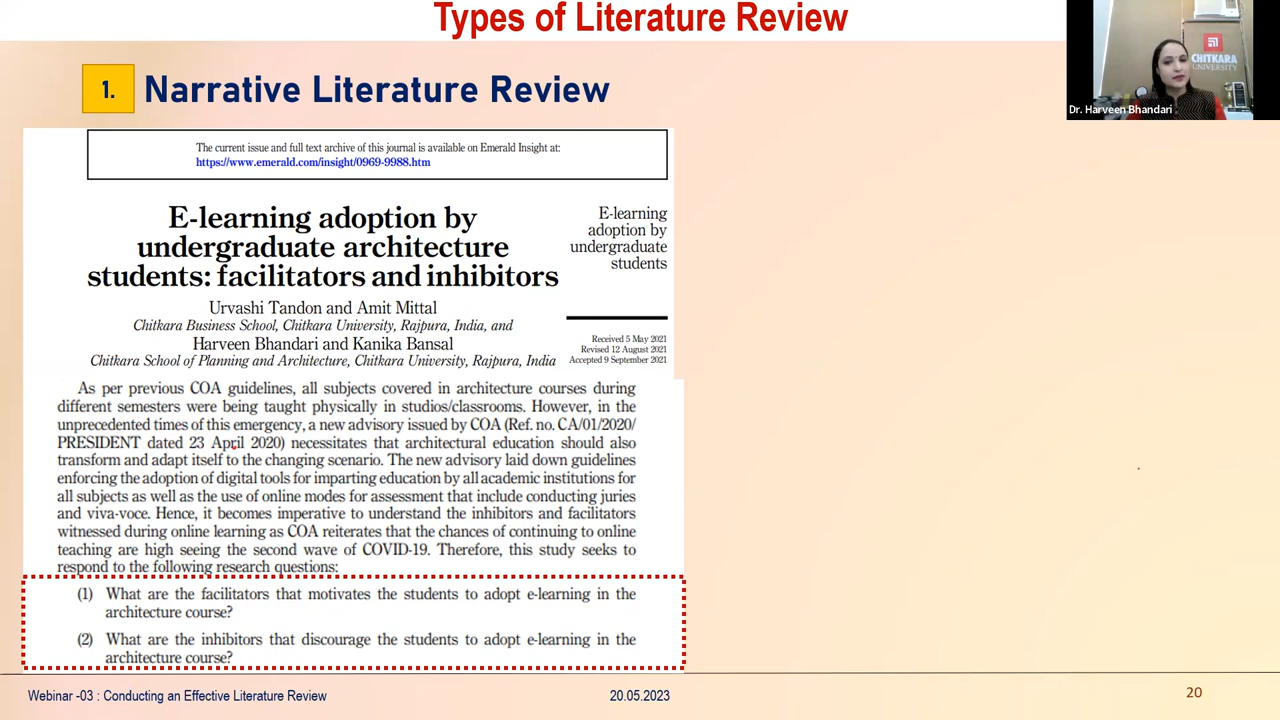 Types of Literature Review
CHITKARA
UNIVERSITY
Dr. Harveen Bhandari
1.
Narrative Literature Review
The current issue and full text archive of this journal is available on Emerald Insight at:
https://www.emerald.com/insight/0969-9988.htm
E-learning adoption by
undergraduate architecture
students: facilitators and inhibitors
Urvashi Tandon and Amit Mittal
Chitkara Business School, Chitkara University, Rajpura, India, and
Harveen Bhandari and Kanika Bansal
Chitkara School of Planning and Architecture, Chitkara University, Rajpura, India
E-learning
adoption by
undergraduate
students
Received 5 May 2021
Revised 12 August 2021
Accepted 9 September 2021
As per previous COA guidelines, all subjects covered in architecture courses during
different semesters were being taught physically in studios/classrooms. However, in the
unprecedented times of this emergency, a new advisory issued by COA (Ref. no. CA/01/2020/
PRESIDENT dated 23 April 2020) necessitates that architectural education should also
transform and adapt itself to the changing scenario. The new advisory laid down guidelines
enforcing the adoption of digital tools for imparting education by all academic institutions for
all subjects as well as the use of online modes for assessment that include conducting juries
and viva-voce. Hence, it becomes imperative to understand the inhibitors and facilitators
witnessed during online learning as COA reiterates that the chances of continuing to online
teaching are high seeing the second wave of COVID-19. Therefore, this study seeks to
respond to the following research questions:
(1) What are the facilitators that motivates the students to adopt e-learning in the
architecture course?
(2) What are the inhibitors that discourage the students to adopt e-learning in the
architecture course?
Webinar -03 : Conducting an Effective Literature Review
20.05.2023
20